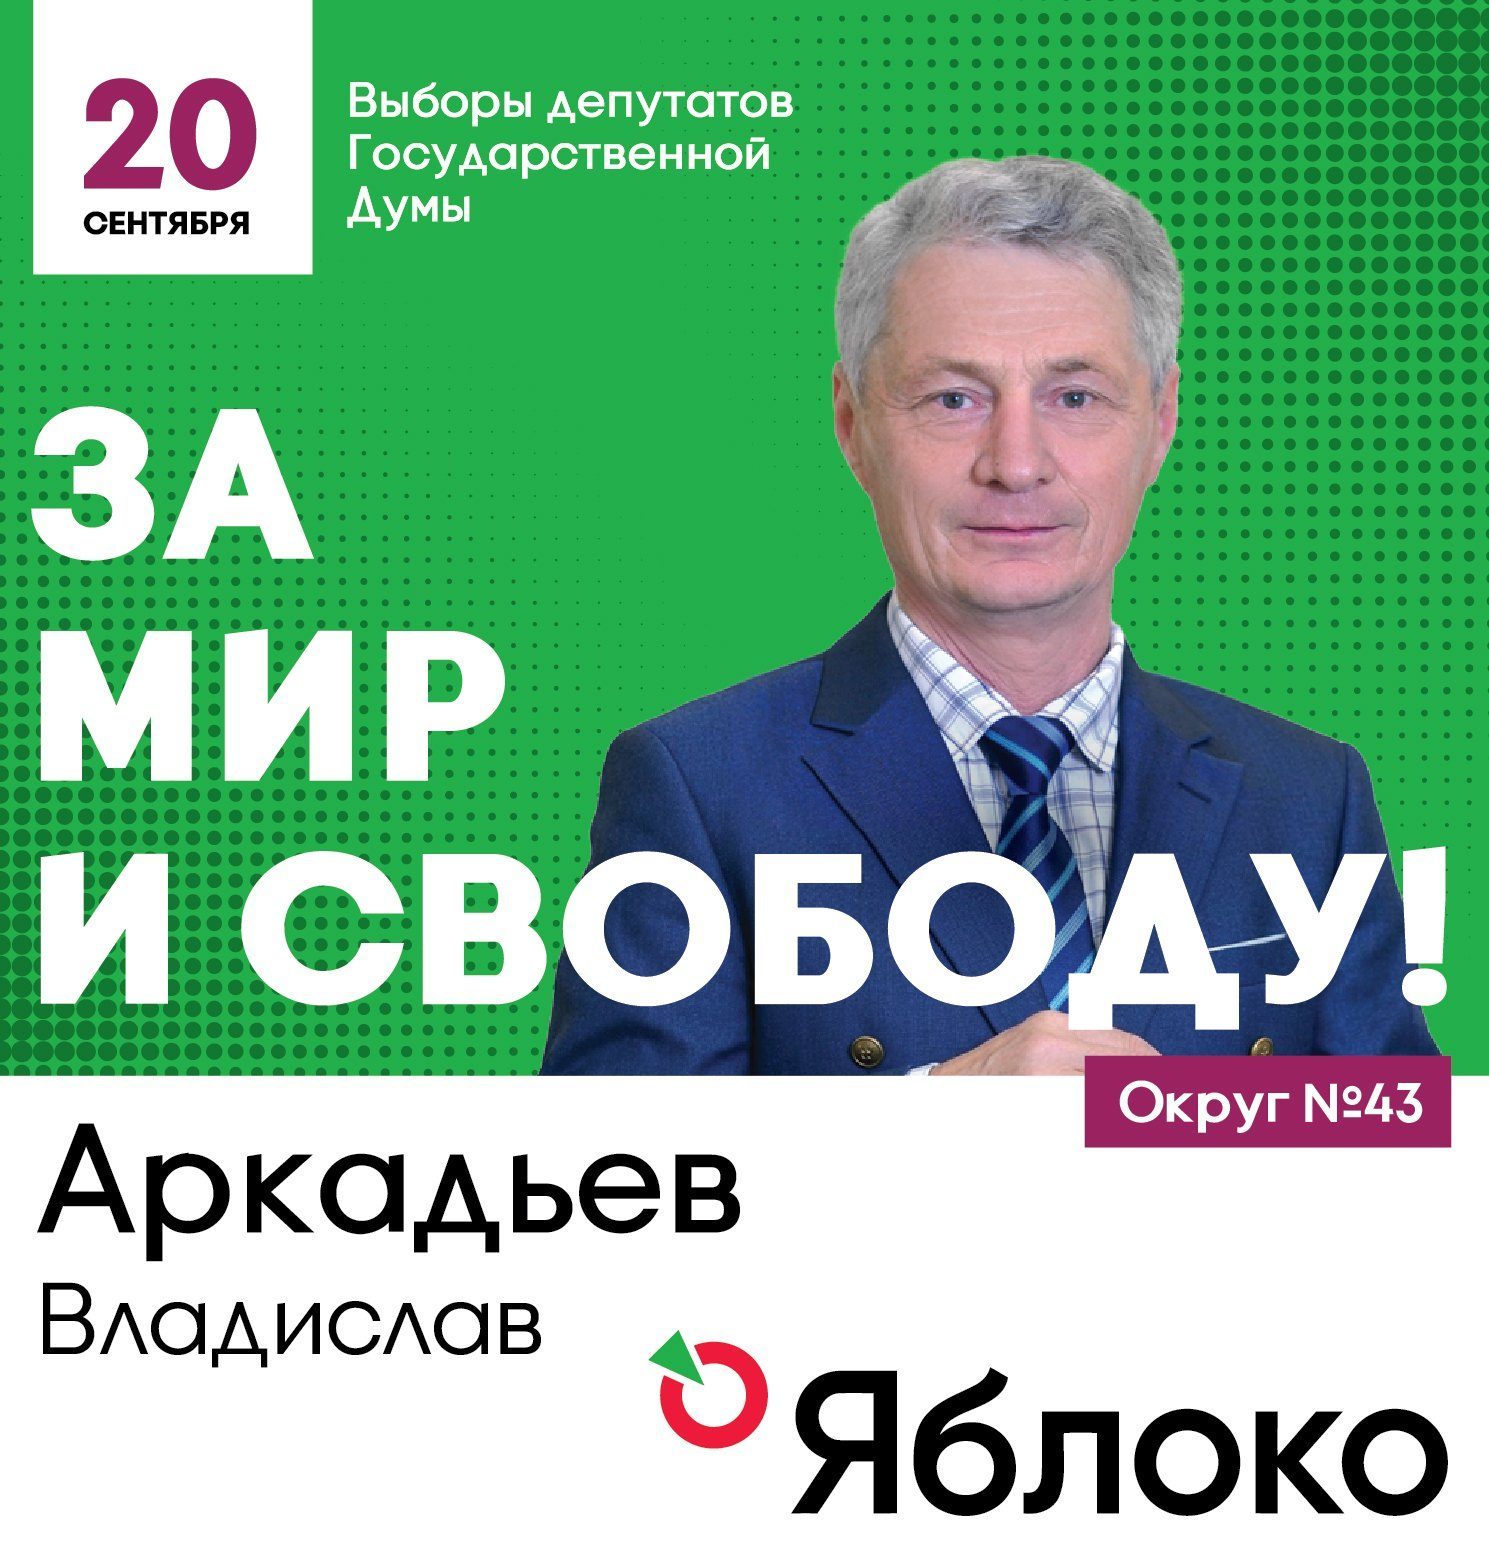 20
СЕНТЯБРЯ
Выборы депутатов
Государственной
Думы
ЗА
МИР
И СВОБОДУ!
Округ №43
Аркадьев
Владислав
Яблоко